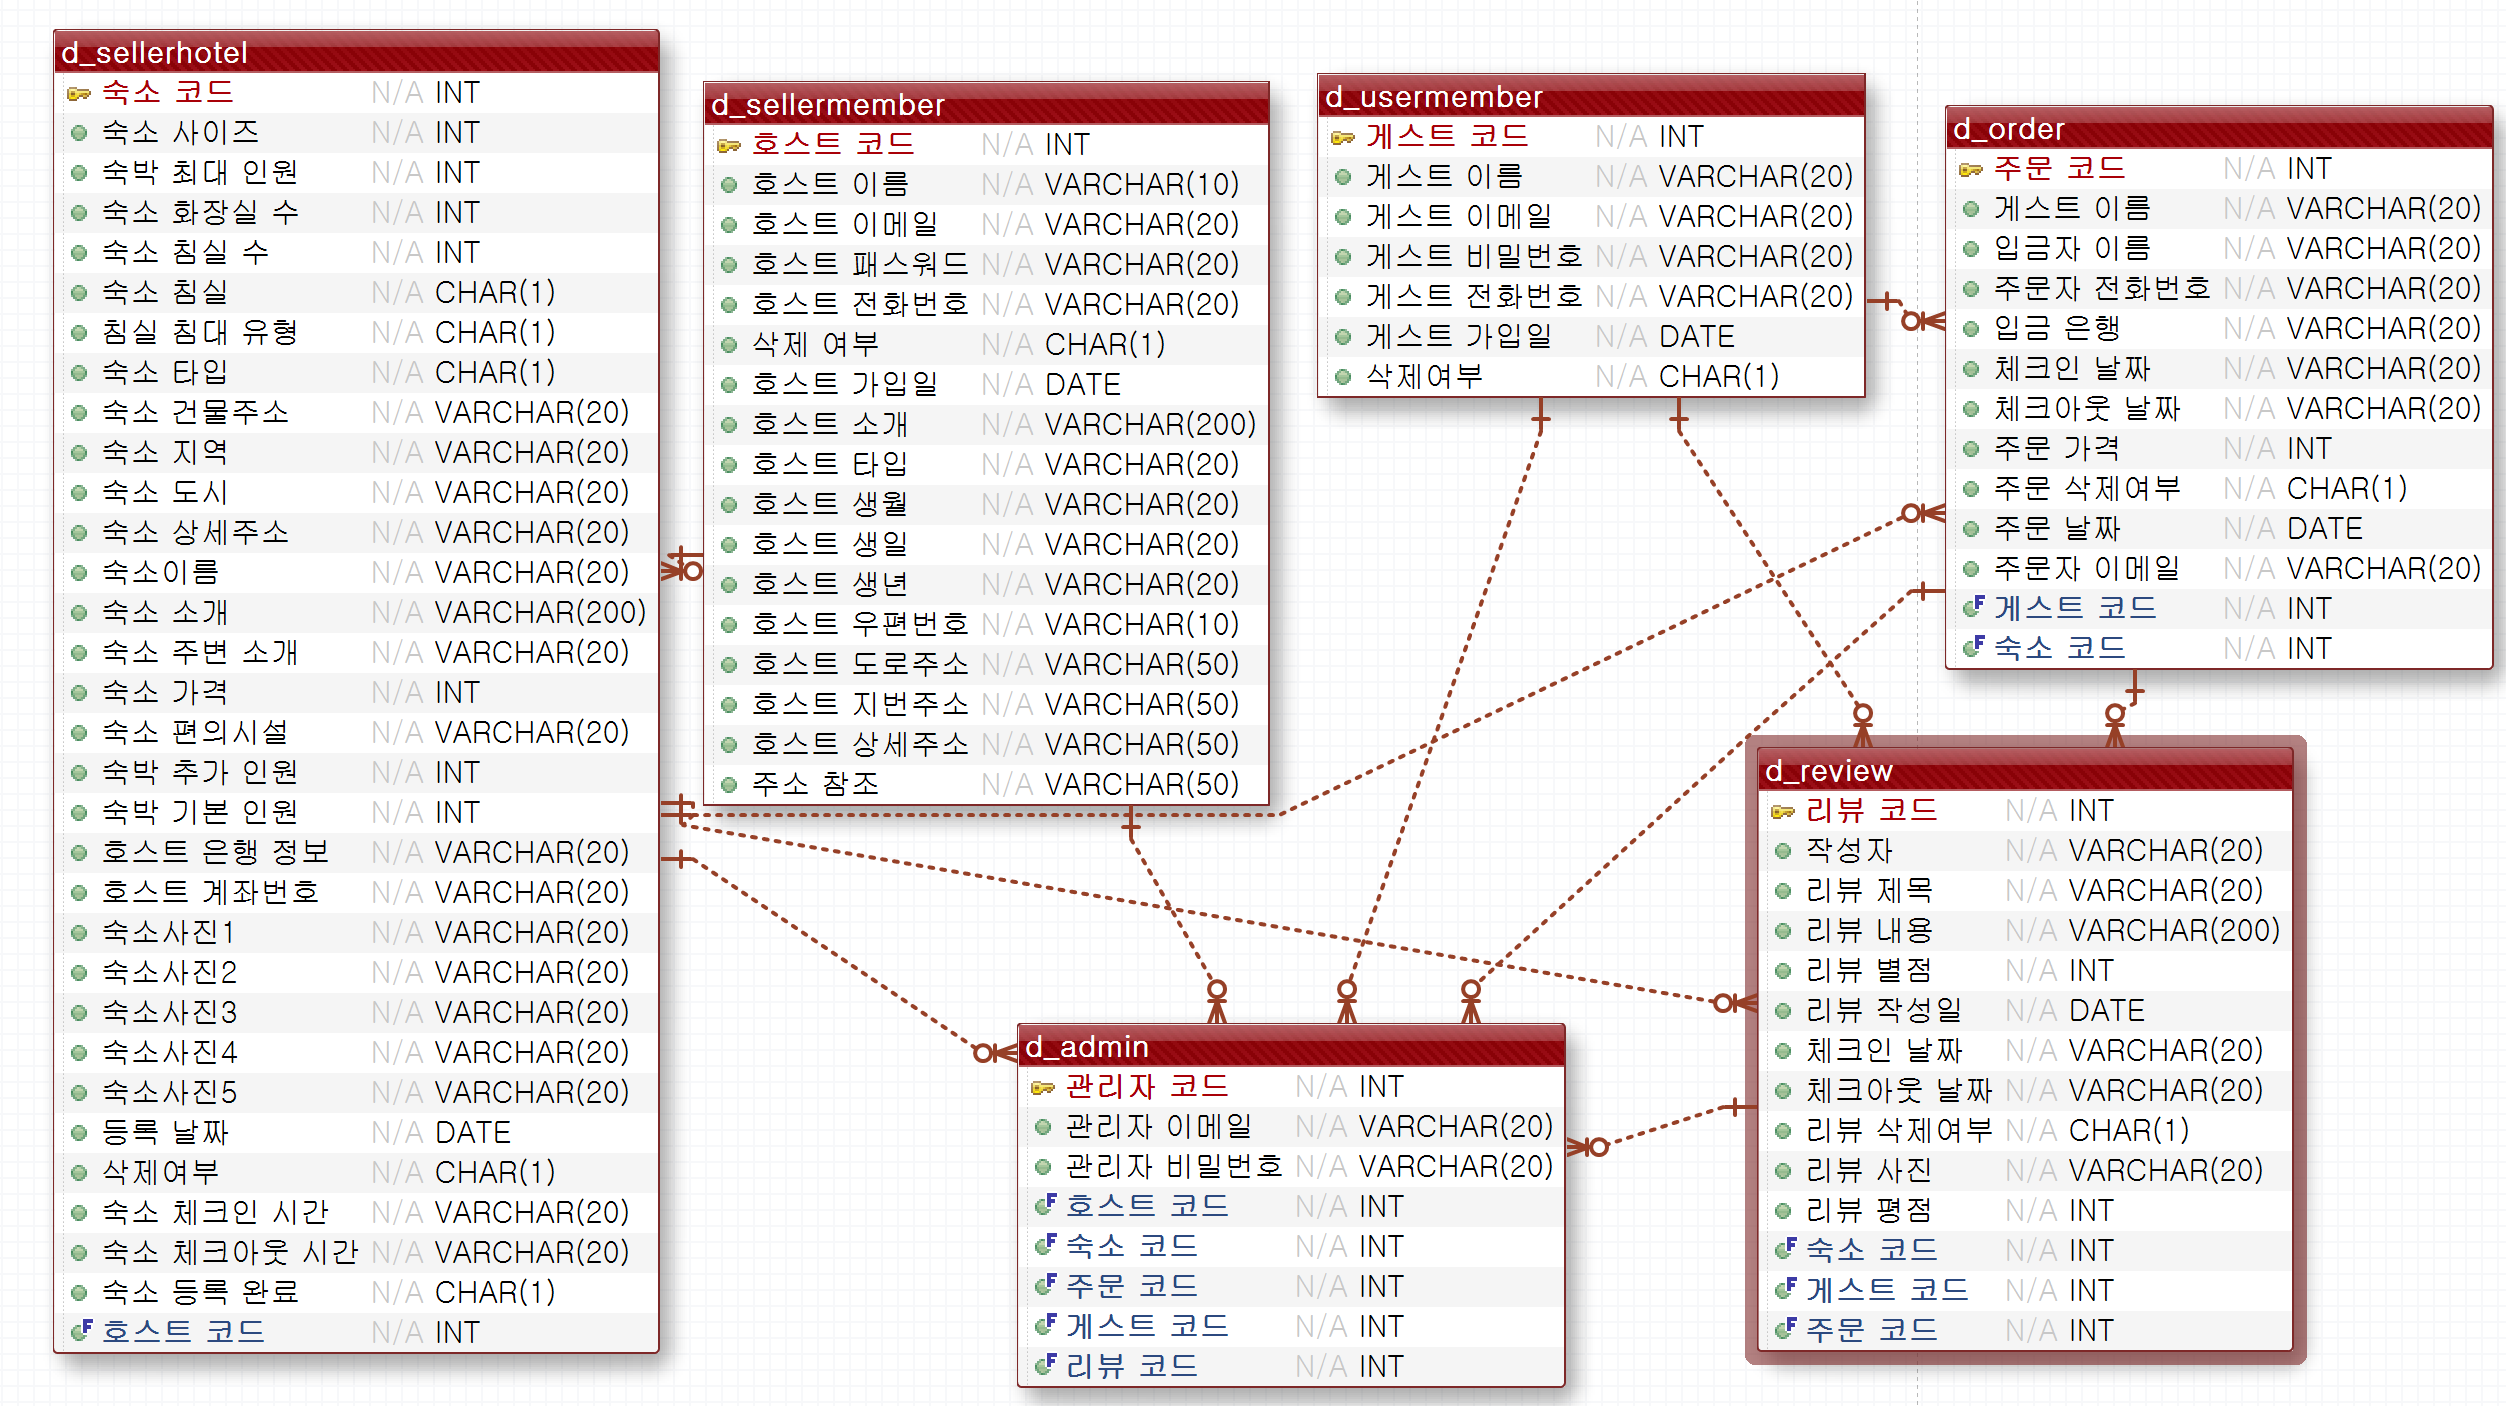 d_sellerhotel
숙소 코드 N/A INT
숙소 사이즈 N/A INT
숙박 최대 인원 N/A INT
숙소 화장실 수 N/A INT
숙소 침실 수 N/A INT
숙소 침실 N/A CHAR(1)
침실 침대 유형 N/A CHAR(1)
숙소 타입 N/A CHAR(1)
숙소 건물주소 N/A VARCHAR(20)
숙소 지역 N/A VARCHAR(20)
숙소 도시 N/A VARCHAR(20)
숙소 상세주소 N/A VARCHAR(20)
숙소이름 N/A VARCHAR(20)
숙소 소개 N/A VARCHAR(200)
숙소 주변 소개 N/A VARCHAR(20)
숙소 가격 N/A INT
숙소 편의시설 N/A VARCHAR(20)
숙박 추가 인원 N/A INT
숙박 기본 인원 N/A INT
호스트 은행 정보 N/A VARCHAR(20)
호스트 계좌번호 N/A VARCHAR(20)
숙소사진1 N/A VARCHAR(20)
숙소사진2 N/A VARCHAR(20)
숙소사진3 N/A VARCHAR(20)
숙소사진4 N/A VARCHAR(20)
숙소사진5 N/A VARCHAR(20)
등록 날짜 N/A DATE
삭제여부 N/A CHAR(1)
숙소 체크인 시간 N/A VARCHAR(20)
숙소 체크아웃 시간 N/A VARCHAR(20)
숙소 등록 완료 N/A CHAR(1)
호스트 코드 N/A INT
d_sellermember
호스트 코드 N/A INT
호스트 이름 N/A VARCHAR(10)
호스트 이메일 N/A VARCHAR(20)
호스트 패스워드 N/A VARCHAR(20)
호스트 전화번호 N/A VARCHAR(20)
삭제 여부 N/A CHAR(1)
호스트 가입일 N/A DATE
호스트 소개 N/A VARCHAR(200)
호스트 타입 N/A VARCHAR(20)
호스트 생월 N/A VARCHAR(20)
호스트 생일 N/A VARCHAR(20)
호스트 생년 N/A VARCHAR(20)
호스트 우편번호 N/A VARCHAR(10)
호스트 도로주소 N/A VARCHAR(50)
호스트 지번주소 N/A VARCHAR(50)
호스트 상세주소 N/A VARCHAR(50)
주소 참조 N/A VARCHAR(50)
d_usermember
게스트 코드 N/A INT
게스트 이름 N/A VARCHAR(20)
게스트 이메일 N/A VARCHAR(20)
게스트 비밀번호 N/A VARCHAR(20)
게스트 전화번호 N/A VARCHAR(20)
게스트 가입일 N/A DATE
삭제여부 N/A CHAR(1)
d_order
주문 코드 N/A INT
게스트 이름 N/A VARCHAR(20)
입금자 이름 N/A VARCHAR(20)
주문자 전화번호 N/A VARCHAR(20)
입금 은행 N/A VARCHAR(20)
체크인 날짜 N/A VARCHAR(20)
체크아웃 날짜 N/A VARCHAR(20)
주문 가격 N/A INT
주문 삭제여부 N/A CHAR(1)
주문 날짜 N/A DATE
주문자 이메일 N/A VARCHAR(20)
게스트 코드 N/A INT
숙소 코드 N/A INT
d_admin
관리자 코드 N/A INT
관리자 이메일 N/A VARCHAR(20)
관리자 비밀번호 N/A VARCHAR(20)
호스트 코드 N/A INT
숙소 코드 N/A INT
주문 코드 N/A INT
게스트 코드 N/A INT
리뷰 코드 N/A INT
d_review
리뷰 코드 N/A INT
작성자 N/A VARCHAR(20)
리뷰 제목 N/A VARCHAR(20)
리뷰 내용 N/A VARCHAR(200)
리뷰 별점 N/A INT
리뷰 작성일 N/A DATE
체크인 날짜 N/A VARCHAR(20)
체크아웃 날짜 N/A VARCHAR(20)
리뷰 삭제여부 N/A CHAR(1)
리뷰 사진 N/A VARCHAR(20)
리뷰 평점 N/A INT
숙소 코드 N/A INT
게스트 코드 N/A INT
주문 코드 N/A INT